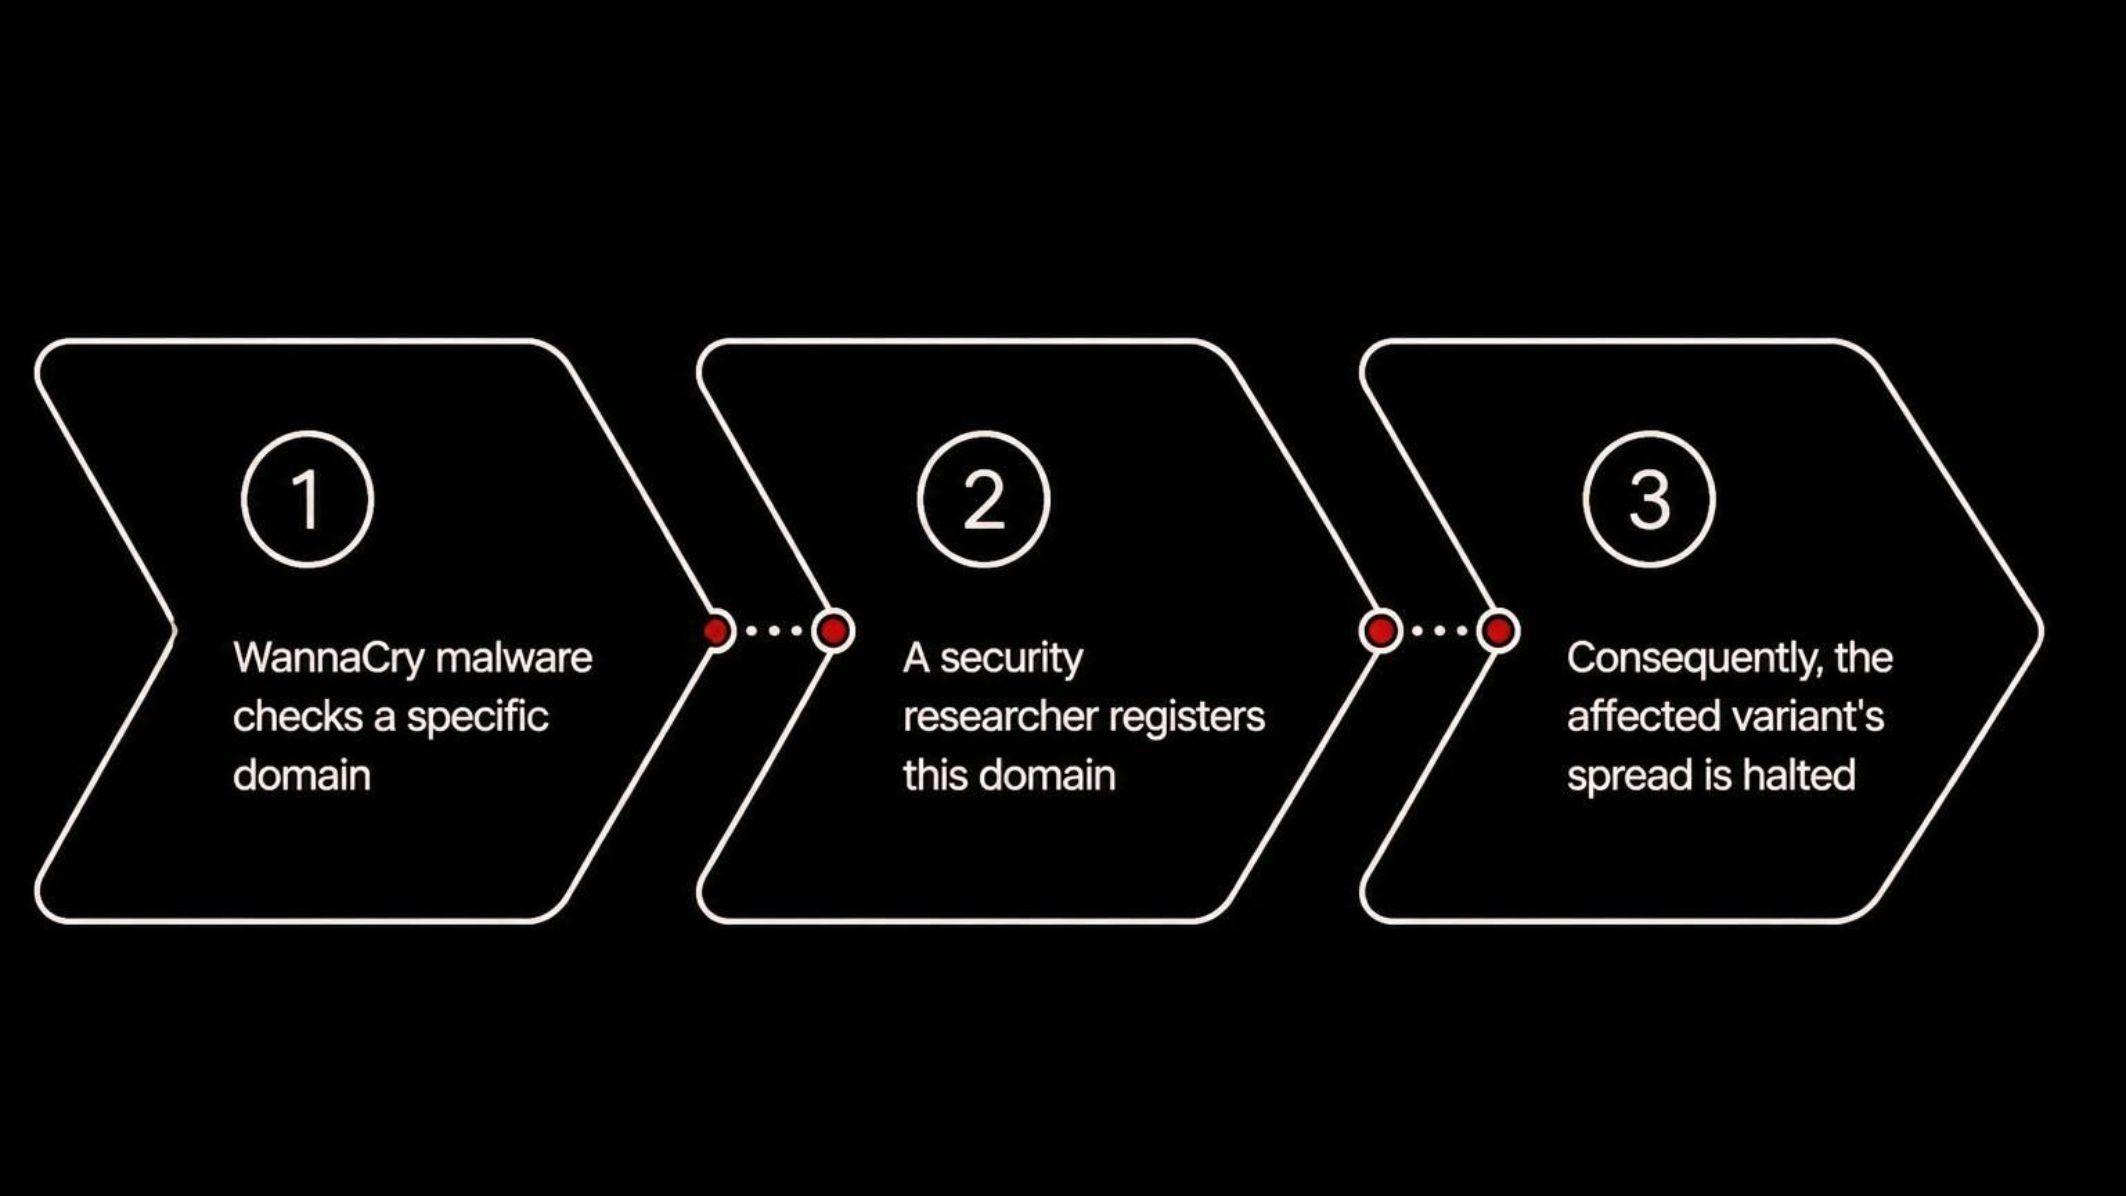 1
WannaCry malware
checks a specific
domain
2
A security
researcher registers
this domain
3
Consequently, the
affected variant's
spread is halted